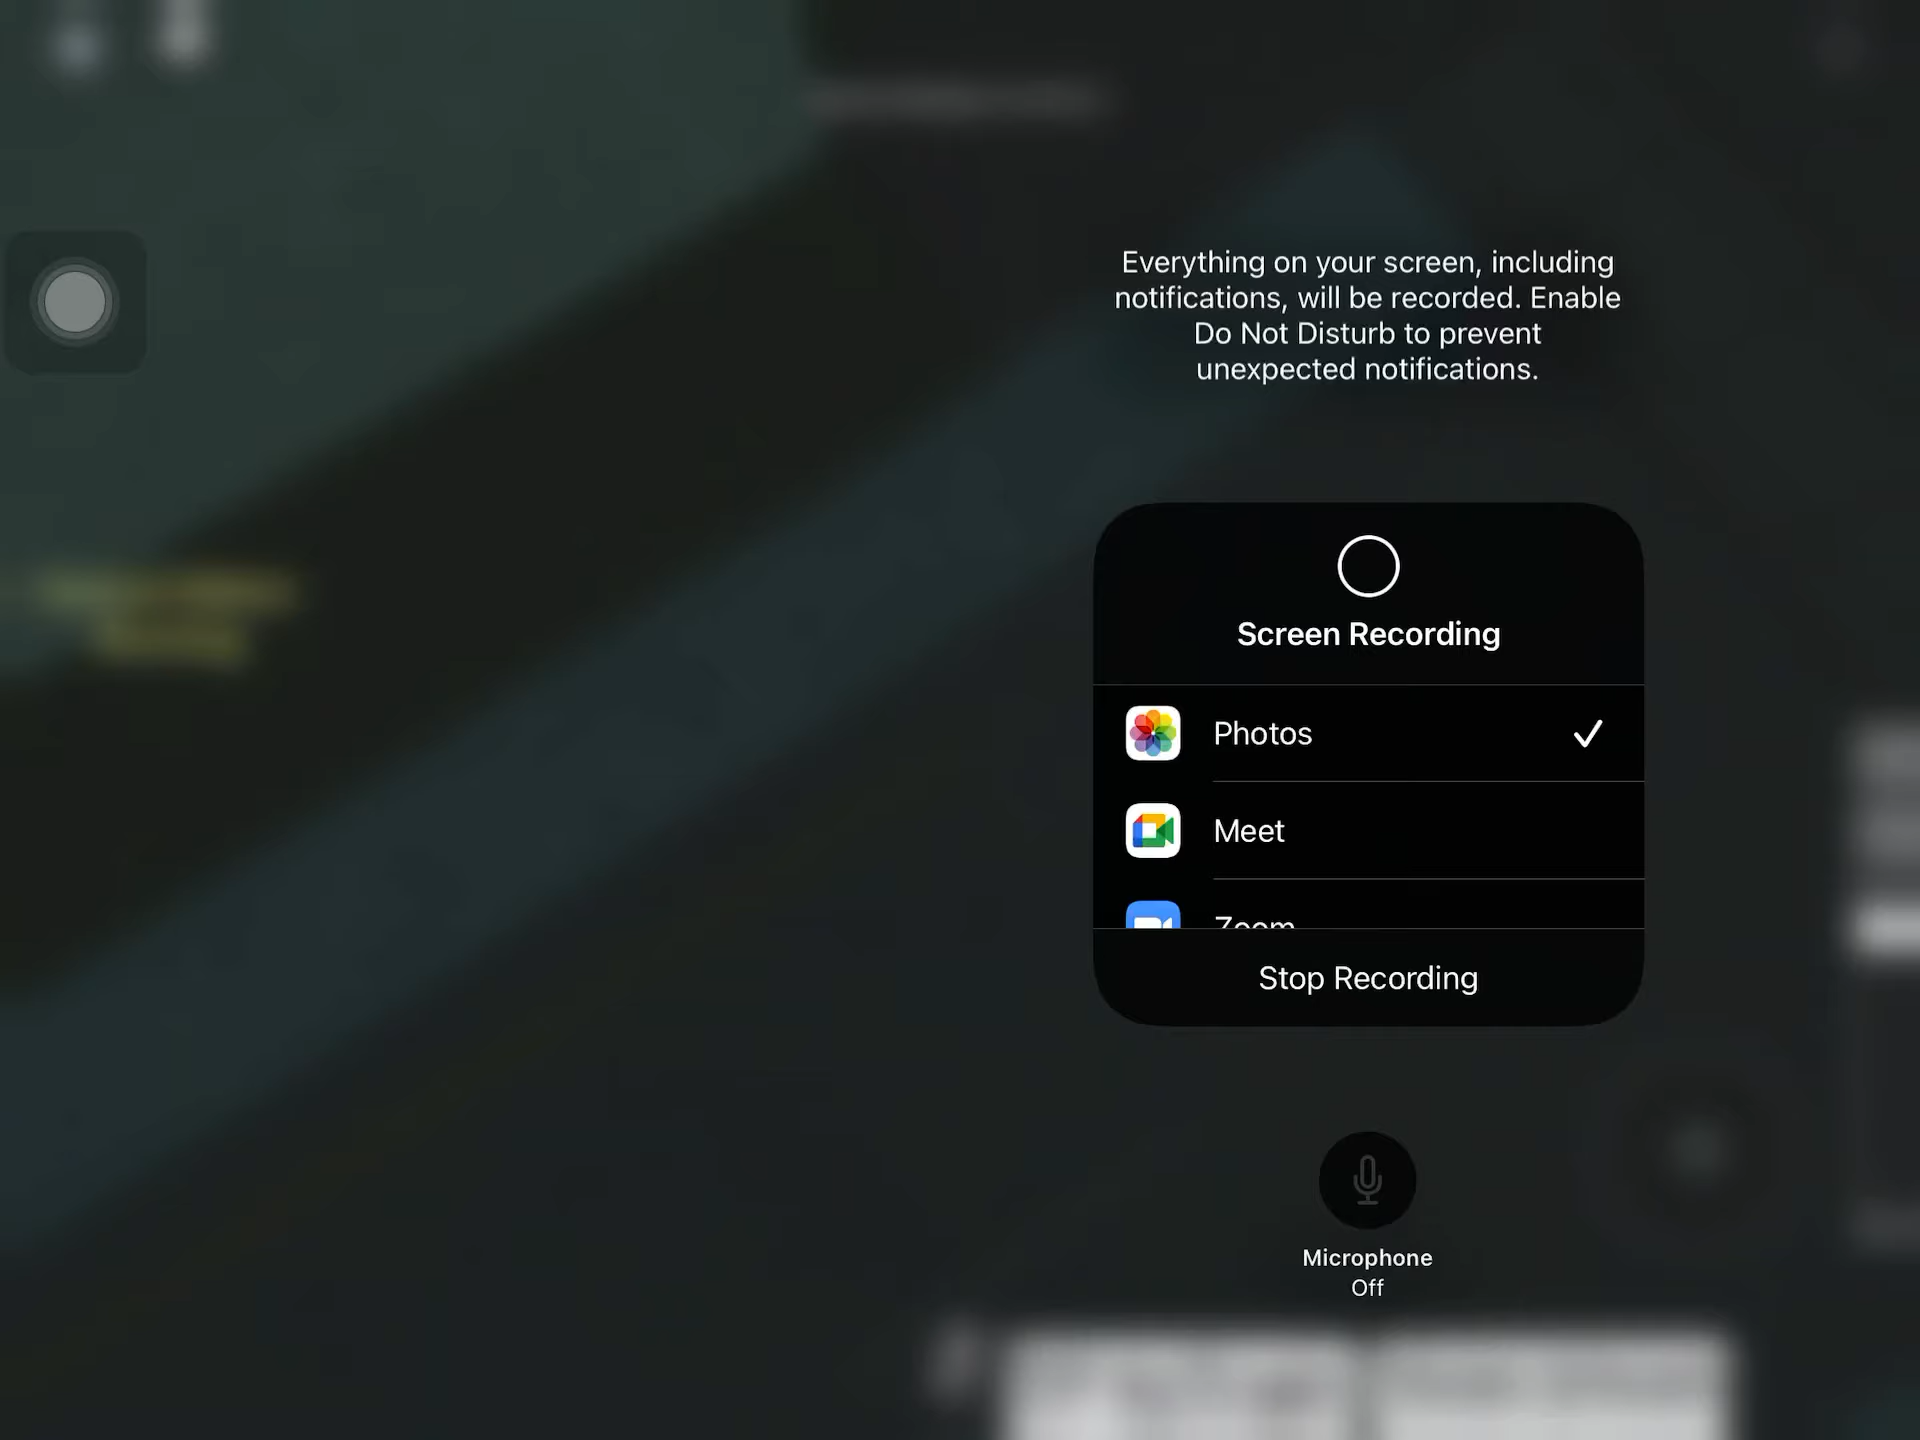 Everything on your screen, including
notifications, will be recorded. Enable
Do Not Disturb to prevent
unexpected notifications.
Screen Recording
Photos
Meet
Zoom
Stop Recording
Microphone
Off